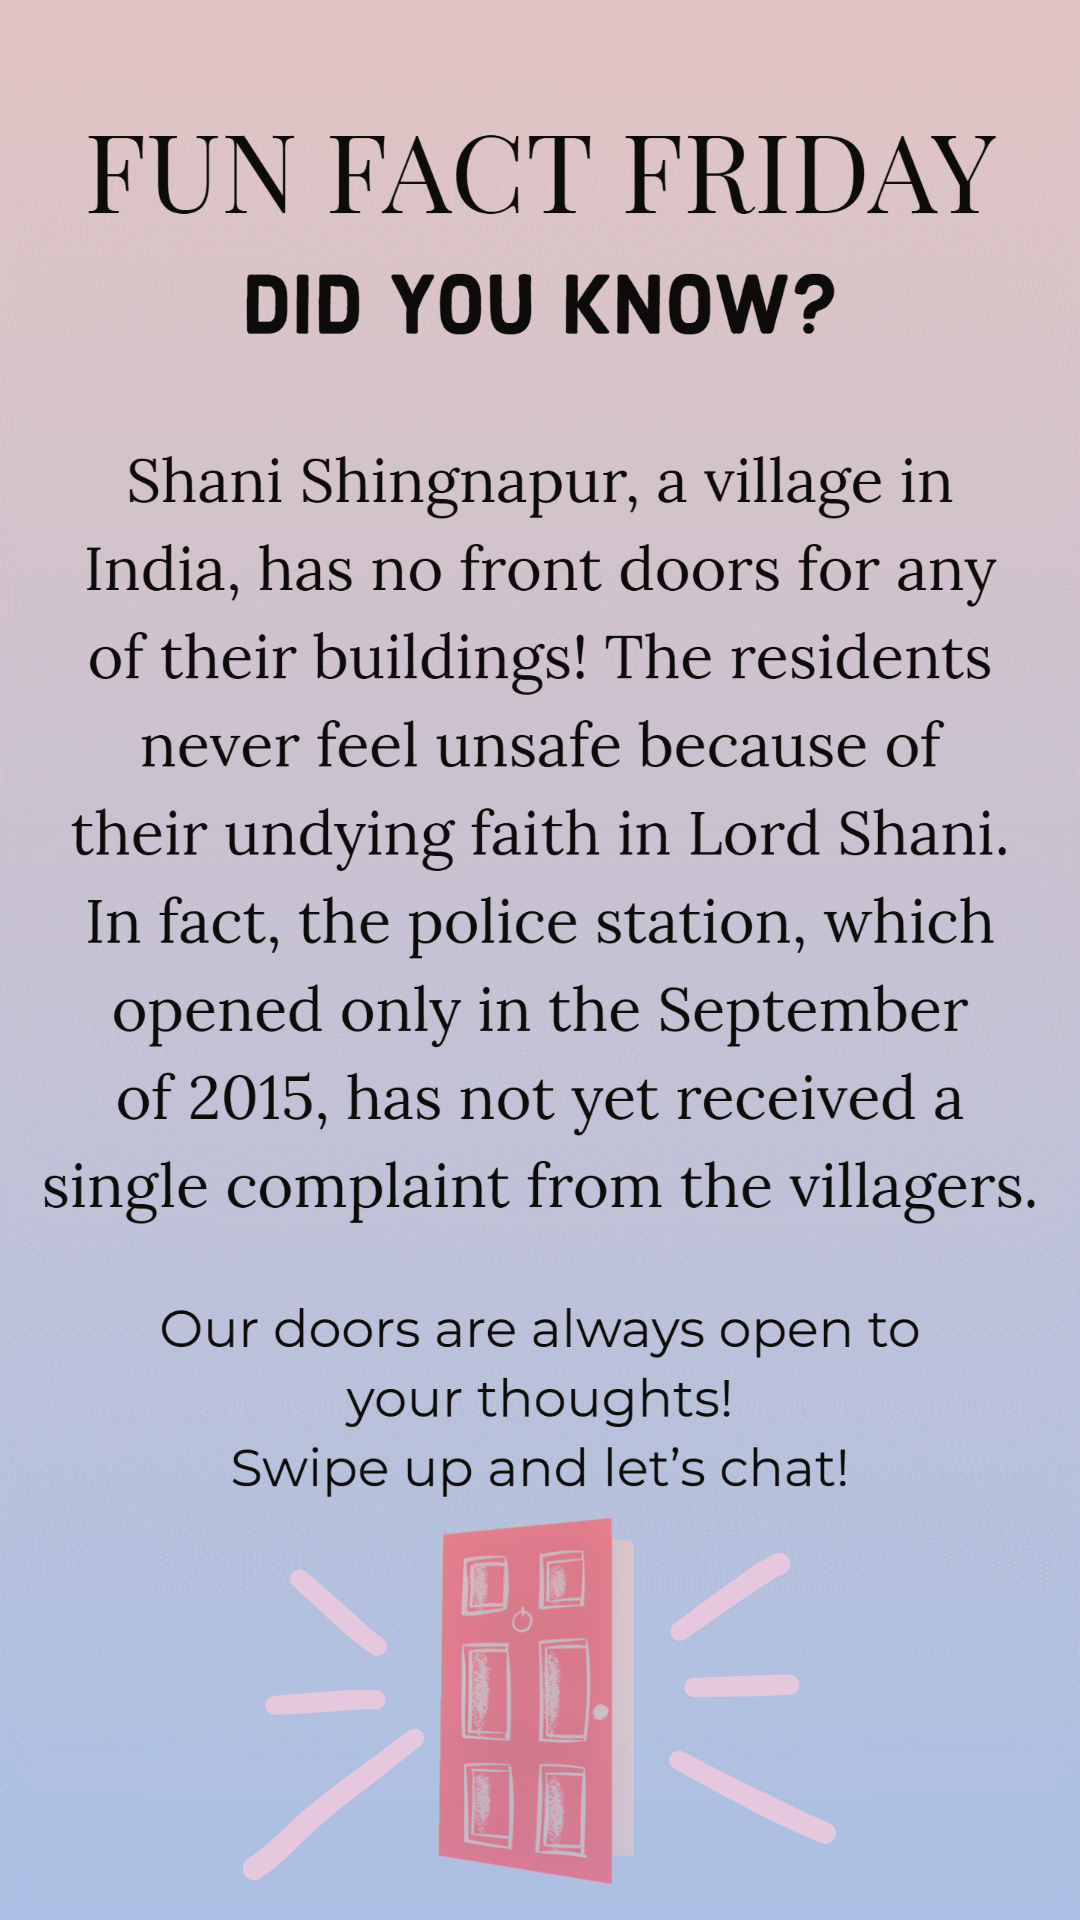 FUN FACT FRIDAY
DID YOU KNOW?
Shani Shingnapur, a village in
India, has no front doors for any
of their buildings! The residents
never feel unsafe because of
their undying faith in Lord Shani.
In fact, the police station, which
opened only in the September
of 2015, has not yet received a
single complaint from the villagers.
Our doors are always open to
your thoughts!
Swipe up and let’s chat!